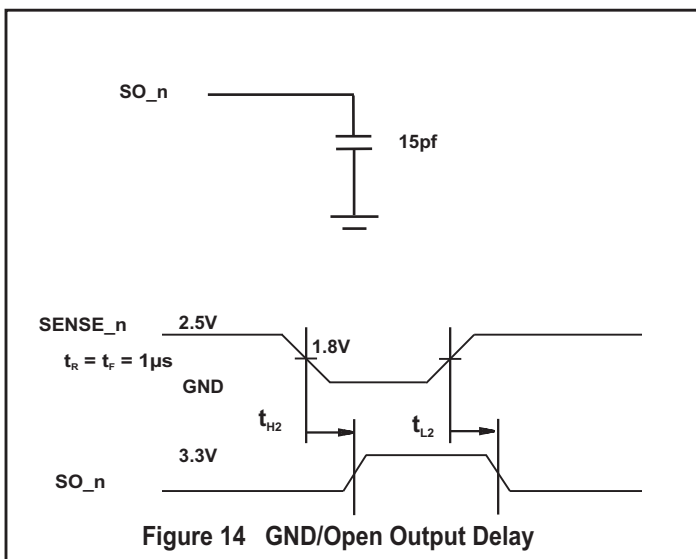 SO_n
15pf
SENSE_n 2.5V
1.8V
tR = tF = 1µs
GND
tH2 tL2
3.3V
SO_n
Figure 14 GND/Open Output Delay